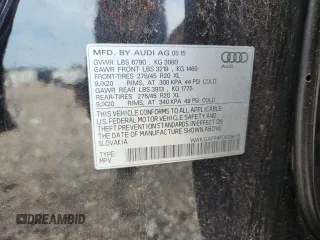 MFD. BY AUDI AG 05.15
GVWR LBS 6790 , KG 3080
GAWR FRONT LBS 3219 , KG 1460
FRONT-TIRES 275/45 R20 XL
9JX20 RIMS, AT 300 KPA 44 PSI COLD
GAWR REAR LBS 3913 , KG 1775
REAR-TIRES 275/45 R20 XL
9JX20 RIMS, AT 340 KPA 49 PSI COLD
Audi
THIS VEHICLE CONFORMS TO ALL APPLICABLE
U.S. FEDERAL MOTOR VEHICLE SAFETY AND
THEFT PREVENTION STANDARDS IN EFFECT ON
THE DATE OF MANUFACTURE SHOWN ABOVE.
SLOVAKIA
TYPE:
MPV
DREAMBID